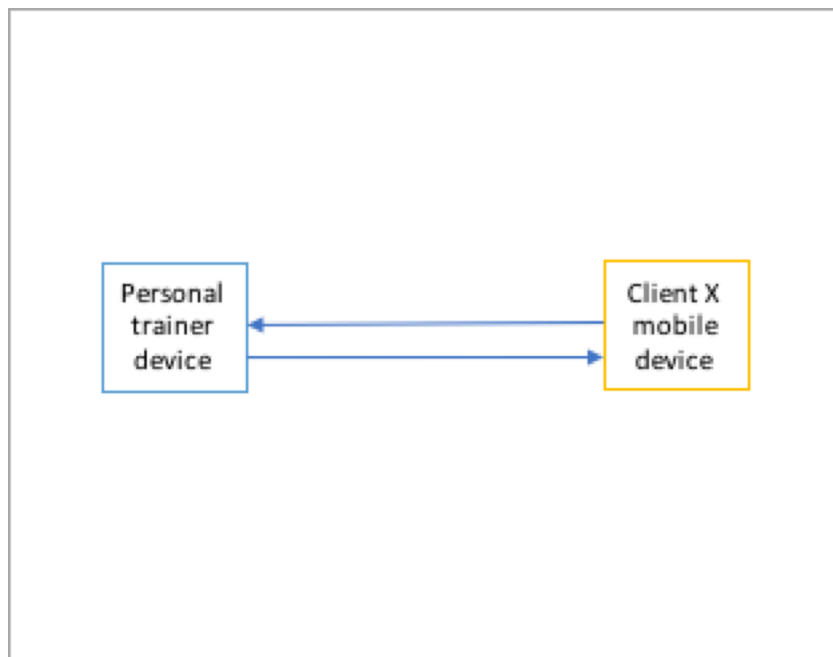 Personal
trainer
device
Client X
mobile
device